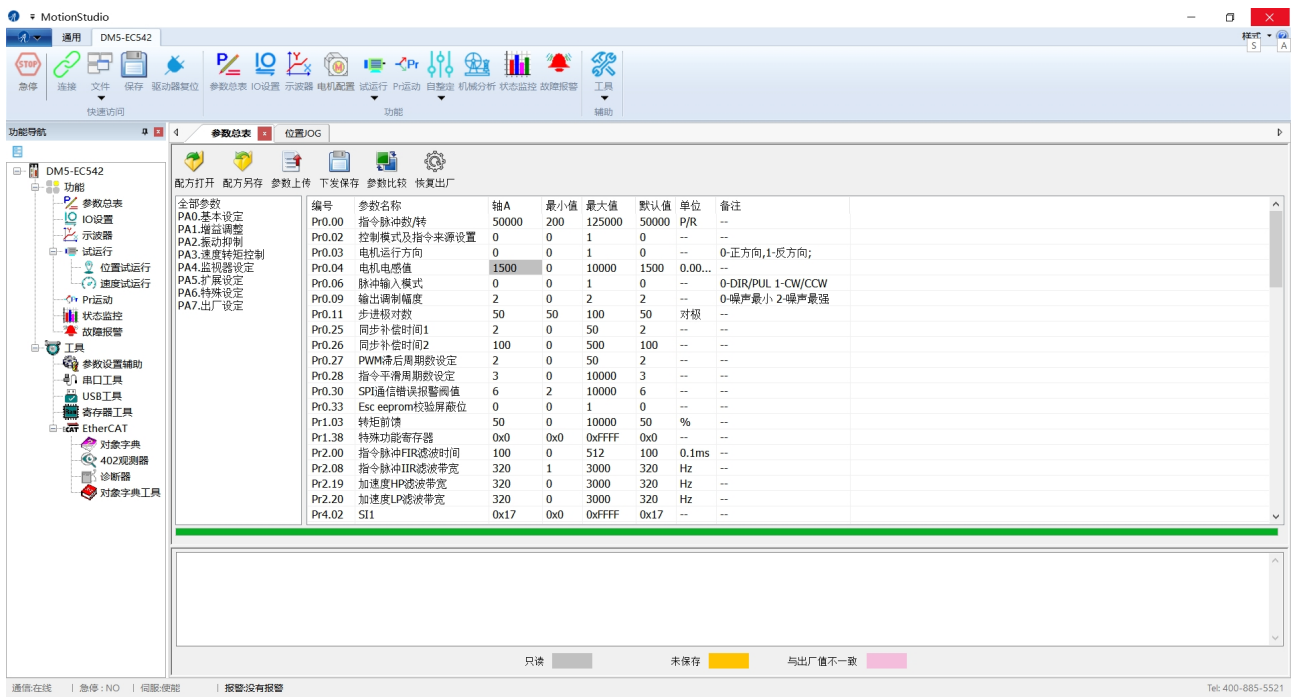 MotionStudio
通用 DM5-EC542 样式
S A
STOP Pr
急停 连接 文件 保存 驱动器复位 参数总表 IO设置 示波器 电机配置 试运行 Pr运动 自整定 机械分析 状态监控 故障报警 工具
快速访问 功能 辅助
功能导航
参数总表 位置JOG
DM5-EC542
功能
参数总表
IO设置
示波器
试运行
位置试运行
速度试运行
Pr运动
状态监控
故障报警
工具
参数设置辅助
串口工具
USB工具
寄存器工具
EtherCAT
对象字典
402观测器
诊断器
对象字典工具
配方打开 配方另存 参数上传 下发保存 参数比较 恢复出厂
全部参数
PA0.基本设定
PA1.增益调整
PA2.振动抑制
PA3.速度转矩控制
PA4.监视器设定
PA5.扩展设定
PA6.特殊设定
PA7.出厂设定
编号 参数名称 轴A 最小值 最大值 默认值 单位 备注
Pr0.00 指令脉冲数/转 50000 200 125000 50000 P/R --
Pr0.02 控制模式及指令来源设置 0 0 1 0 -- --
Pr0.03 电机运行方向 0 0 1 0 -- 0-正方向,1-反方向;
Pr0.04 电机电感值 1500 0 10000 1500 0.00... --
Pr0.06 脉冲输入模式 0 0 1 0 -- 0-DIR/PUL 1-CW/CCW
Pr0.09 输出调制幅度 2 0 2 2 -- 0-噪声最小 2-噪声最强
Pr0.11 步进极对数 50 50 100 50 对极 --
Pr0.25 同步补偿时间1 2 0 50 2 -- --
Pr0.26 同步补偿时间2 100 0 500 100 -- --
Pr0.27 PWM滞后周期数设定 2 0 50 2 -- --
Pr0.28 指令平滑周期数设定 3 0 10000 3 -- --
Pr0.30 SPI通信错误报警阀值 6 2 10000 6 -- --
Pr0.33 Esc eeprom校验屏蔽位 0 0 1 0 -- --
Pr1.03 转矩前馈 50 0 10000 50 % --
Pr1.38 特殊功能寄存器 0x0 0x0 0xFFFF 0x0 -- --
Pr2.00 指令脉冲FIR滤波时间 100 0 512 100 0.1ms --
Pr2.08 指令脉冲IIR滤波带宽 320 1 3000 320 Hz --
Pr2.19 加速度HP滤波带宽 320 0 3000 320 Hz --
Pr2.20 加速度LP滤波带宽 320 0 3000 320 Hz --
Pr4.02 SI1 0x17 0x0 0xFFFF 0x17 -- --
只读 未保存 与出厂值不一致
通信:在线 | 急停 : NO | 伺服:使能 | 报警:没有报警 Tel: 400-885-5521